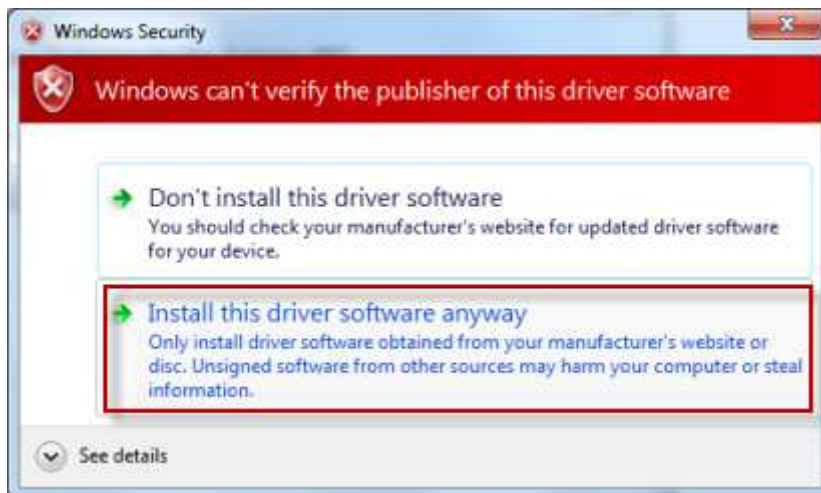 Windows Security
Windows can't verify the publisher of this driver software
Don't install this driver software
You should check your manufacturer's website for updated driver software
for your device.
Install this driver software anyway
Only install driver software obtained from your manufacturer's website or
disc. Unsigned software from other sources may harm your computer or steal
information.
See details